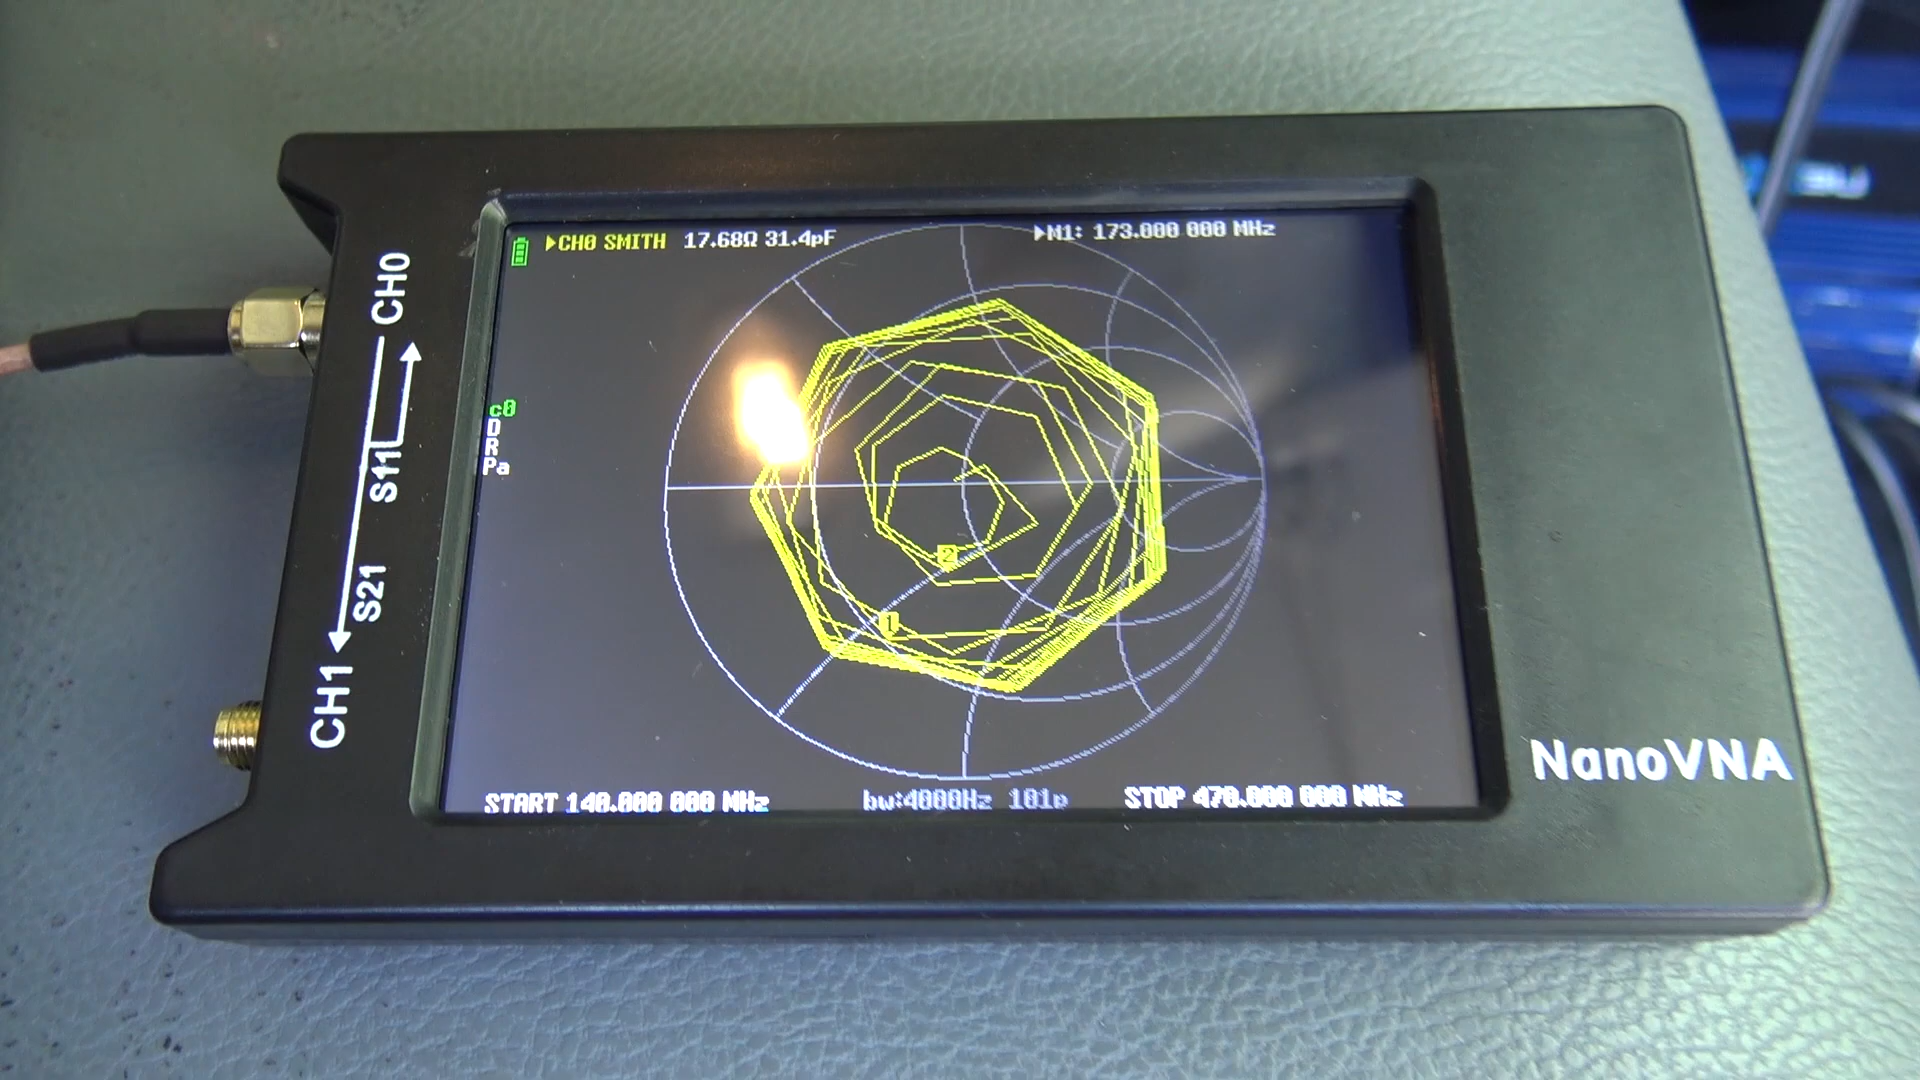 ▶CH0 SMITH 17.68Ω 31.4pF
▶M1: 173.000 000 MHz
CH0
S11
S21
CH1
c0
D
R
Pa
2
1
START 140.000 000 MHz
bw:4000Hz 101p
STOP 470.000 000 MHz
NanoVNA